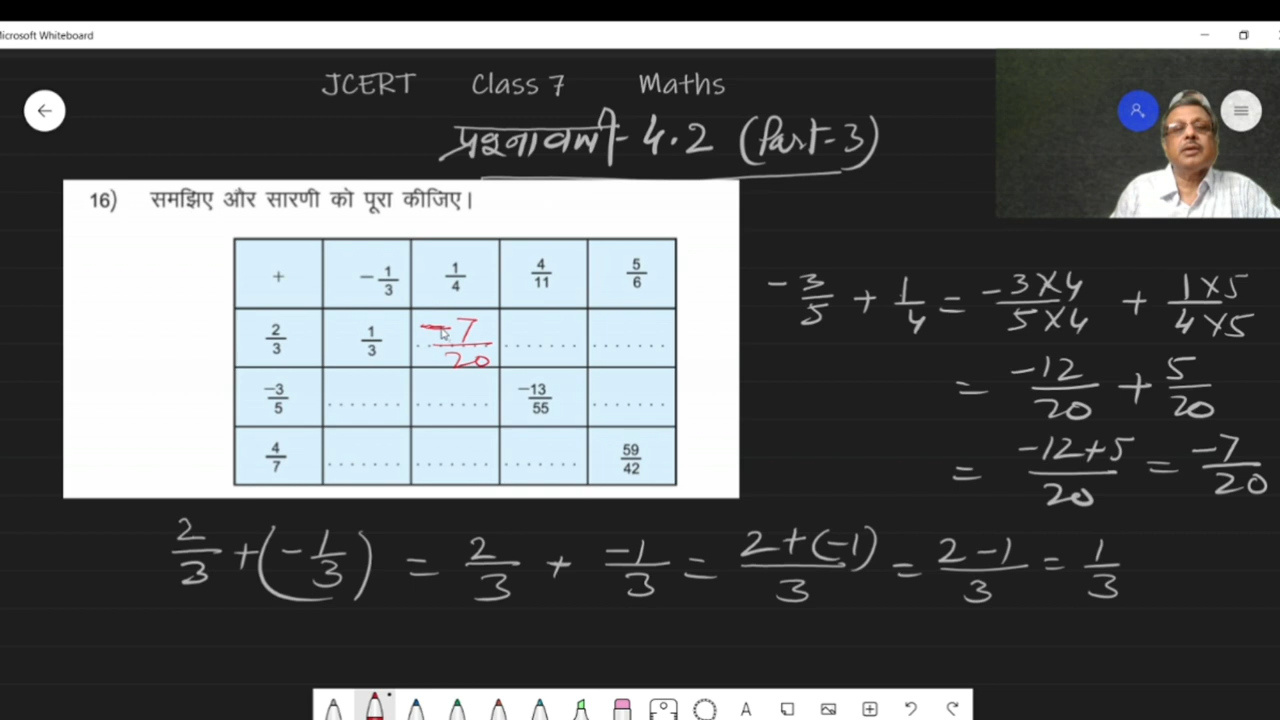 Microsoft Whiteboard
JCERT Class 7 Maths
प्रश्नावली - 4.2 (Part-3)
16) समझिए और सारणी को पूरा कीजिए।
+ -1/3 1/4 4/11 5/6
2/3 1/3 -7/20 ....... .......
-3/5 ....... ....... -13/55 .......
4/7 ....... ....... ....... 59/42
-3/5 + 1/4 = -3×4/5×4 + 1×5/4×5
= -12/20 + 5/20
= -12+5/20 = -7/20
2/3 + (-1/3) = 2/3 + -1/3 = 2+(-1)/3 = 2-1/3 = 1/3
A